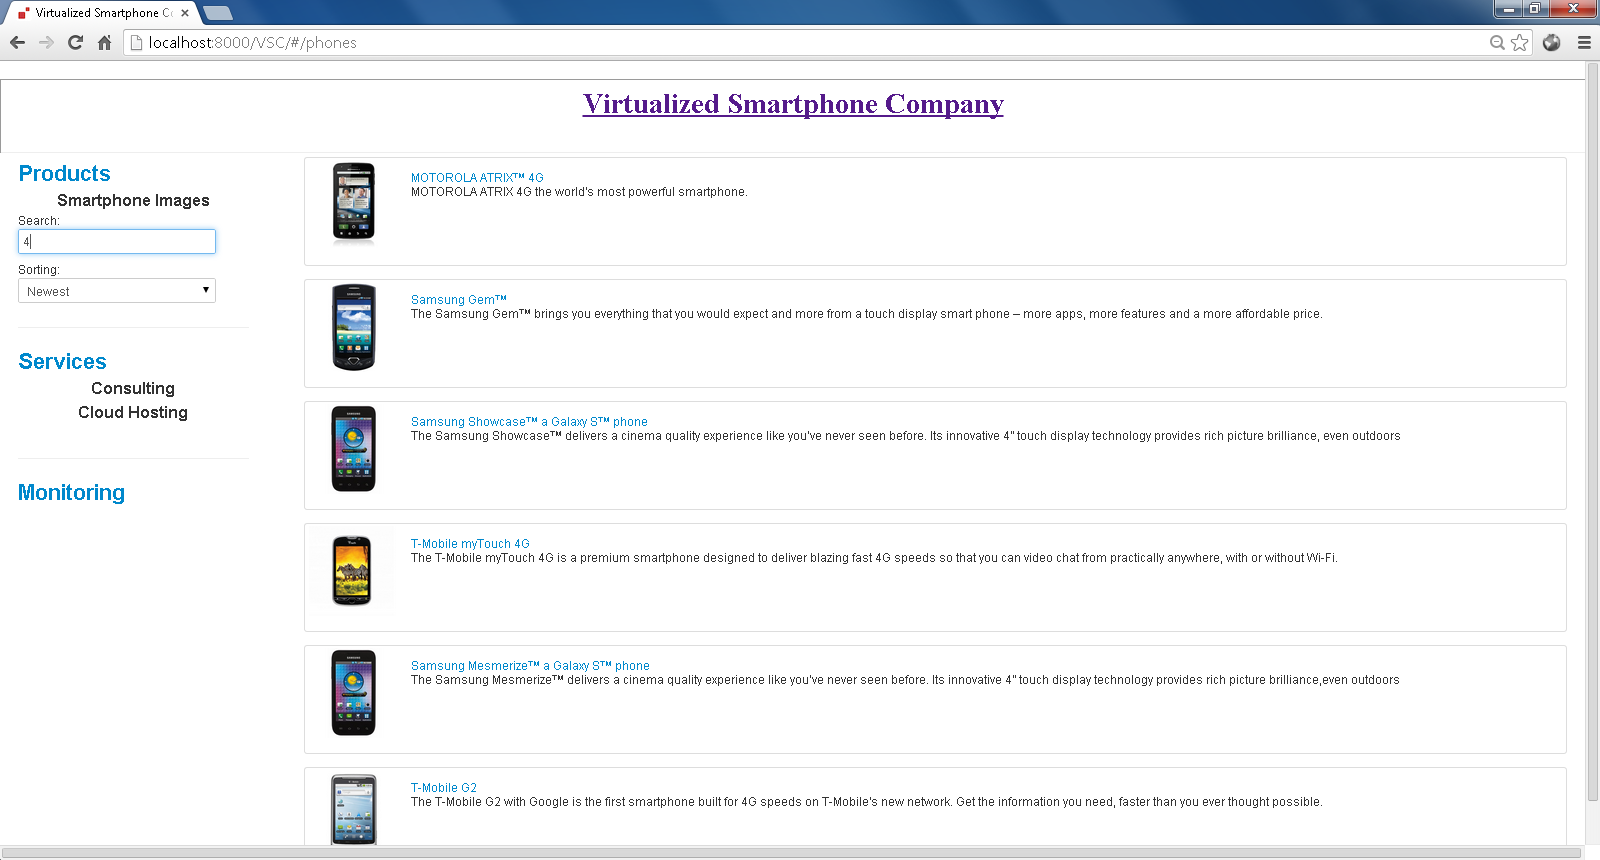 Virtualized Smartphone Co
localhost:8000/VSC/#/phones
Virtualized Smartphone Company
Products
Smartphone Images
Search:
4
Sorting:
Newest
Services
Consulting
Cloud Hosting
Monitoring
MOTOROLA ATRIX™ 4G
MOTOROLA ATRIX 4G the world's most powerful smartphone.
Samsung Gem™
The Samsung Gem™ brings you everything that you would expect and more from a touch display smart phone – more apps, more features and a more affordable price.
Samsung Showcase™ a Galaxy S™ phone
The Samsung Showcase™ delivers a cinema quality experience like you've never seen before. Its innovative 4" touch display technology provides rich picture brilliance, even outdoors
T-Mobile myTouch 4G
The T-Mobile myTouch 4G is a premium smartphone designed to deliver blazing fast 4G speeds so that you can video chat from practically anywhere, with or without Wi-Fi.
Samsung Mesmerize™ a Galaxy S™ phone
The Samsung Mesmerize™ delivers a cinema quality experience like you've never seen before. Its innovative 4" touch display technology provides rich picture brilliance,even outdoors
T-Mobile G2
The T-Mobile G2 with Google is the first smartphone built for 4G speeds on T-Mobile's new network. Get the information you need, faster than you ever thought possible.